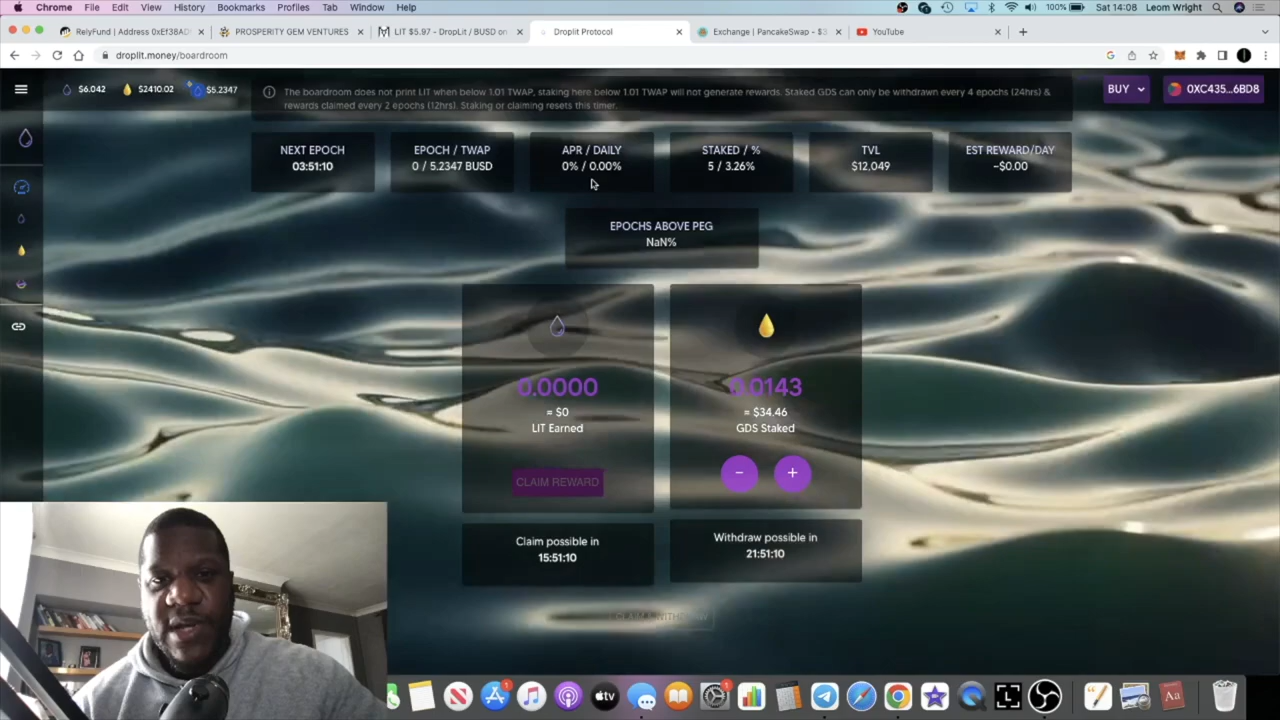 Chrome File Edit View History Bookmarks Profiles Tab Window Help 100% Sat 14:08 Leom Wright
RelyFund | Address 0xEf38AD PROSPERITY GEM VENTURES LIT $5.97 - DropLit / BUSD on Droplit Protocol Exchange | PancakeSwap - $3 YouTube
droplit.money/boardroom
$6.042 $2410.02 $5.2347 BUY 0XC435...6BD8
The boardroom does not print LIT when below 1.01 TWAP, staking here below 1.01 TWAP will not generate rewards. Staked GDS can only be withdrawn every 4 epochs (24hrs) &
rewards claimed every 2 epochs (12hrs). Staking or claiming resets this timer.
NEXT EPOCH EPOCH / TWAP APR / DAILY STAKED / % TVL EST REWARD/DAY
03:51:10 0 / 5.2347 BUSD 0% / 0.00% 5 / 3.26% $12,049 ~$0.00
EPOCHS ABOVE PEG
NaN%
0.0000
= $0
LIT Earned
CLAIM REWARD
0.0143
= $34.46
GDS Staked
- +
Claim possible in
15:51:10
Withdraw possible in
21:51:10
CLAIM & WITHDRAW
tv
Aa